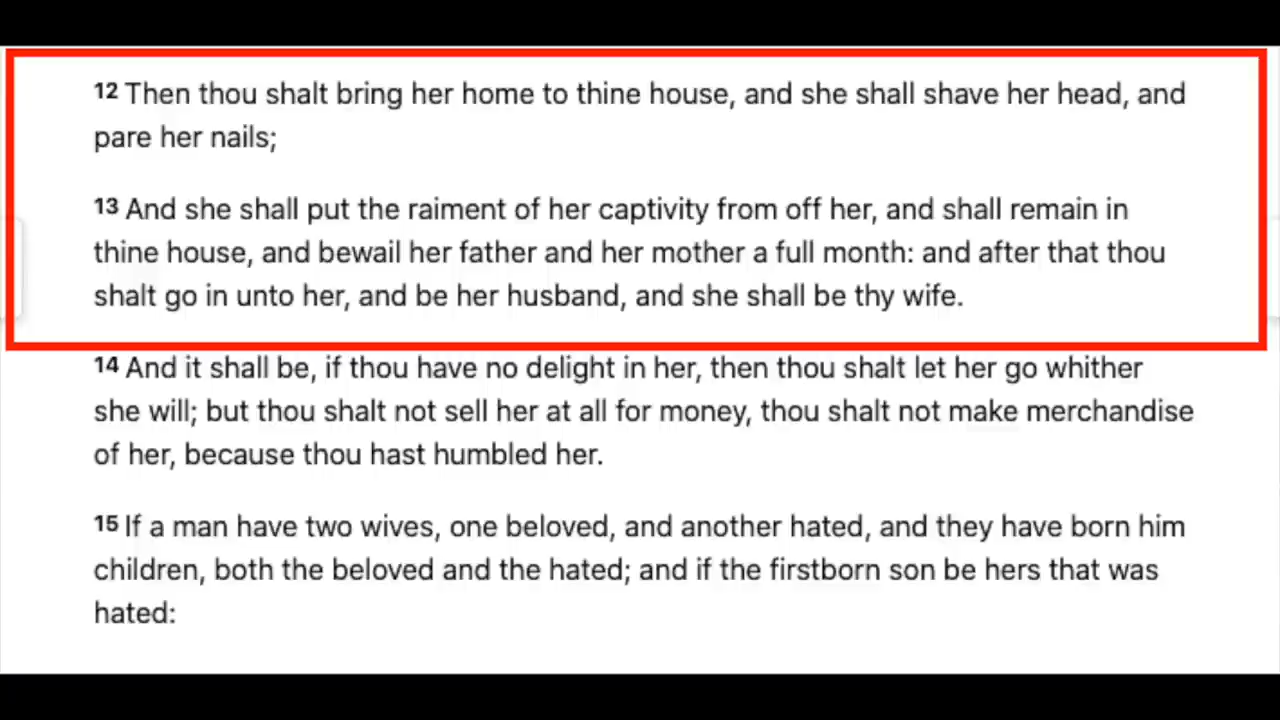 12 Then thou shalt bring her home to thine house, and she shall shave her head, and
pare her nails;
13 And she shall put the raiment of her captivity from off her, and shall remain in
thine house, and bewail her father and her mother a full month: and after that thou
shalt go in unto her, and be her husband, and she shall be thy wife.
14 And it shall be, if thou have no delight in her, then thou shalt let her go whither
she will; but thou shalt not sell her at all for money, thou shalt not make merchandise
of her, because thou hast humbled her.
15 If a man have two wives, one beloved, and another hated, and they have born him
children, both the beloved and the hated; and if the firstborn son be hers that was
hated: